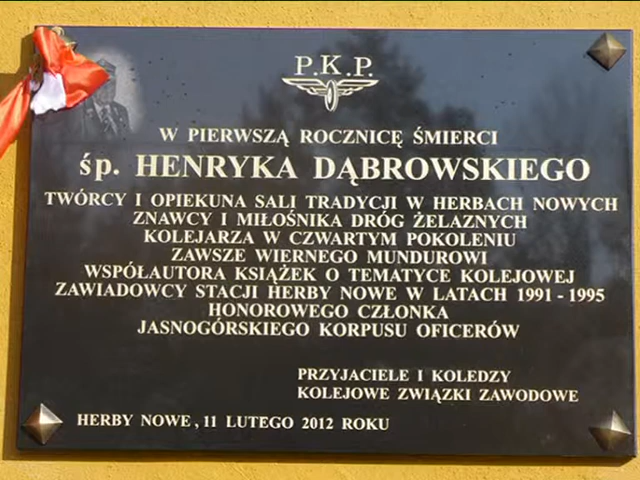 P.K.P.
W PIERWSZĄ ROCZNICĘ ŚMIERCI
śp. HENRYKA DĄBROWSKIEGO
TWÓRCY I OPIEKUNA SALI TRADYCJI W HERBACH NOWYCH
ZNAWCY I MIŁOŚNIKA DRÓG ŻELAZNYCH
KOLEJARZA W CZWARTYM POKOLENIU
ZAWSZE WIERNEGO MUNDUROWI
WSPÓŁAUTORA KSIĄŻEK O TEMATYCE KOLEJOWEJ
ZAWIADOWCY STACJI HERBY NOWE W LATACH 1991 - 1995
HONOROWEGO CZŁONKA
JASNOGÓRSKIEGO KORPUSU OFICERÓW
PRZYJACIELE I KOLEDZY
KOLEJOWE ZWIĄZKI ZAWODOWE
HERBY NOWE, 11 LUTEGO 2012 ROKU